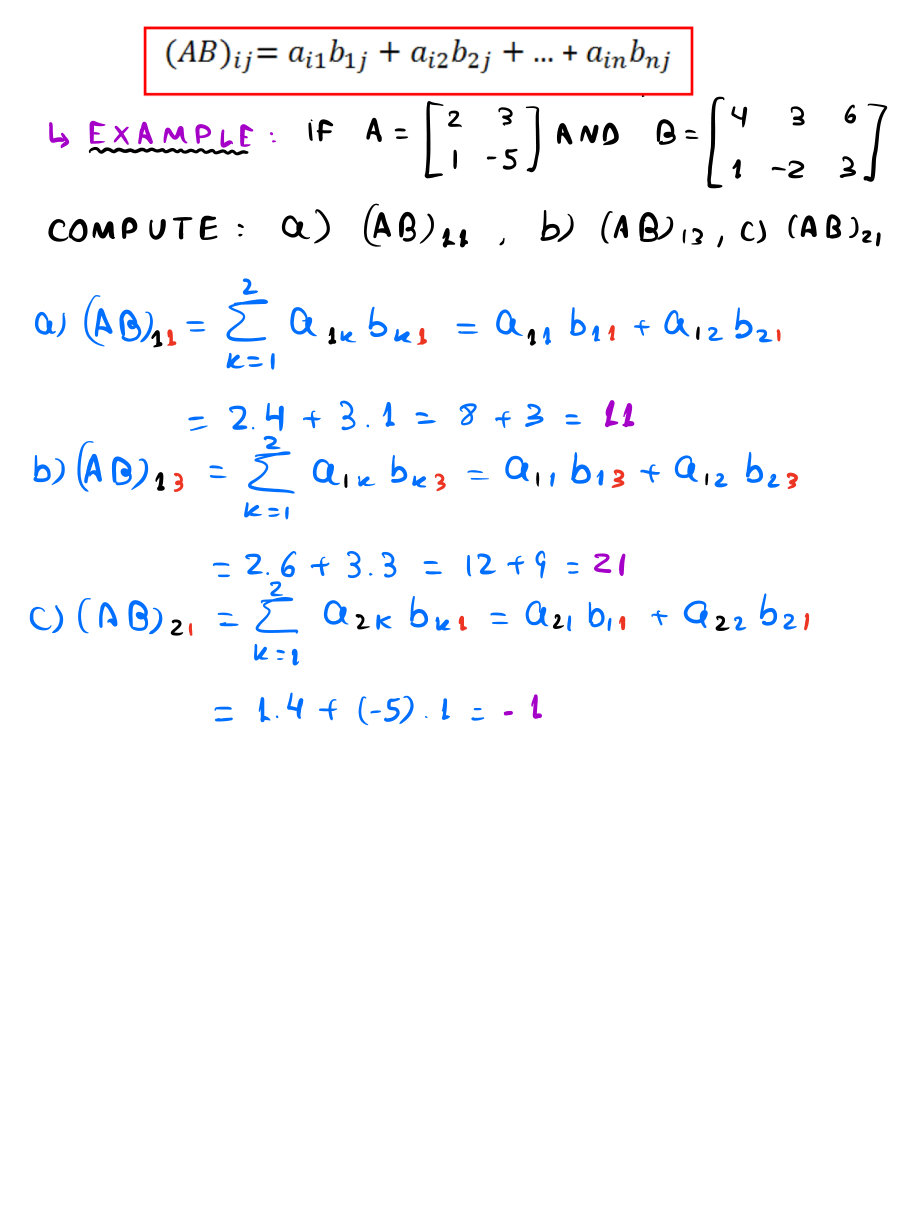 (AB)ᵢⱼ= aᵢ₁b₁ⱼ + aᵢ₂b₂ⱼ + ... + aᵢₙbₙⱼ
↳ EXAMPLE: IF A = [2 3; 1 -5] AND B = [4 3 6; 1 -2 3]
COMPUTE: a) (AB)₁₁, b) (AB)₁₃, c) (AB)₂₁
a) (AB)₁₁ = ∑_{k=1}^{2} a₁ₖ bₖ₁ = a₁₁ b₁₁ + a₁₂ b₂₁
= 2.4 + 3.1 = 8 + 3 = 11
b) (AB)₁₃ = ∑_{k=1}^{2} a₁ₖ bₖ₃ = a₁₁ b₁₃ + a₁₂ b₂₃
= 2.6 + 3.3 = 12 + 9 = 21
c) (AB)₂₁ = ∑_{k=1}^{2} a₂ₖ bₖ₁ = a₂₁ b₁₁ + a₂₂ b₂₁
= 1.4 + (-5).1 = -1